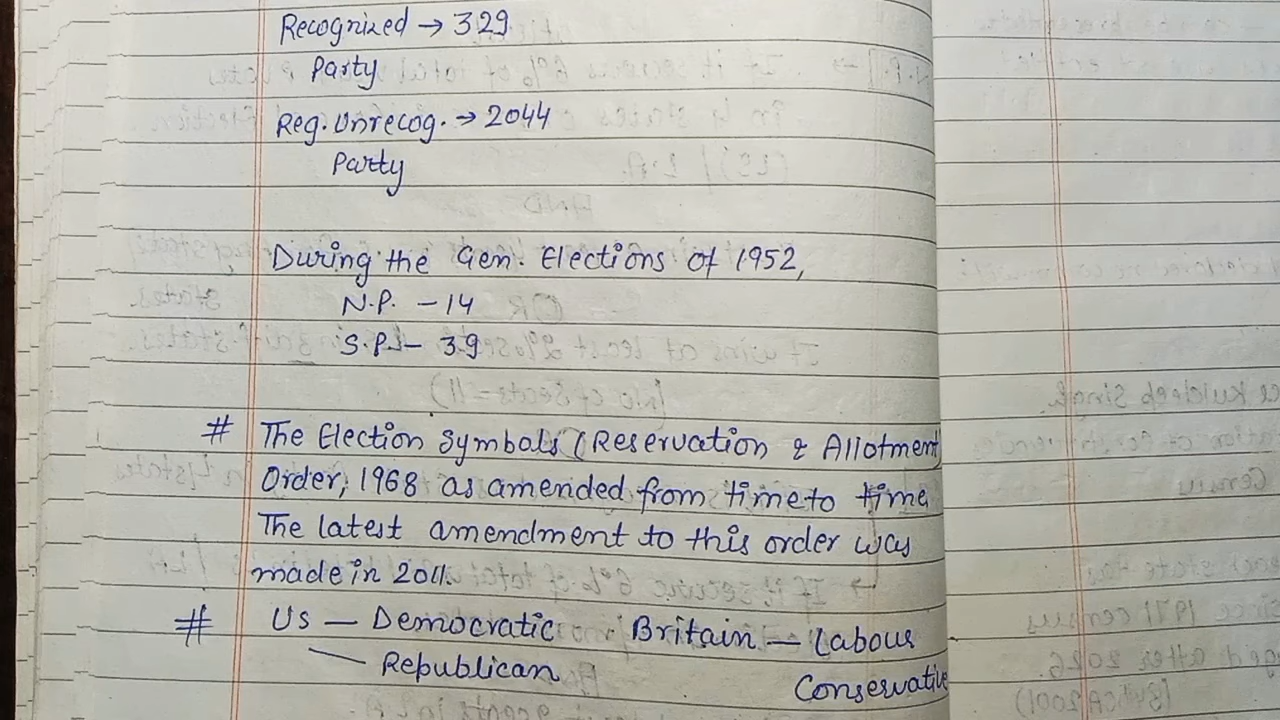 Recognized → 329
Party
Reg. Unrecog. → 2044
Party
During the Gen. Elections of 1952,
N.P. - 14
S.P. - 39
# The Election Symbols (Reservation & Allotment)
Order, 1968 as amended from time to time
The latest amendment to this order was
made in 2011.
# Us — Democratic Britain — Labour
— Republican Conservative